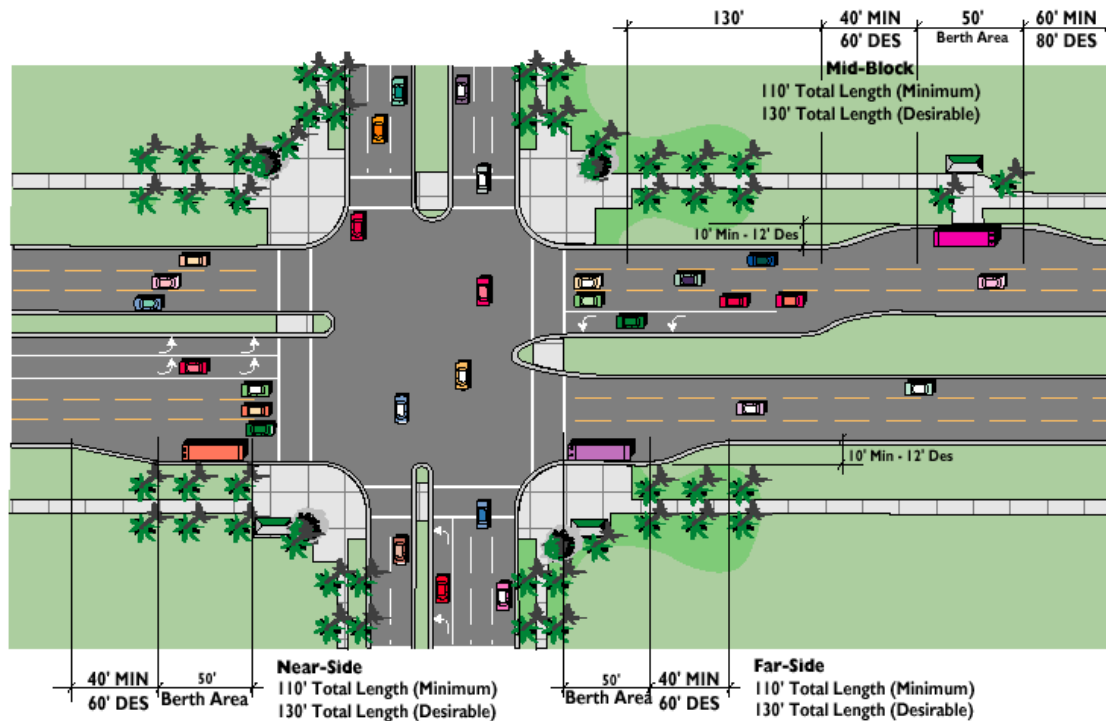 130'
40' MIN
60' DES
50'
Berth Area
60' MIN
80' DES
Mid-Block
110' Total Length (Minimum)
130' Total Length (Desirable)
10' Min - 12' Des
10' Min - 12' Des
40' MIN
60' DES
50'
Berth Area
Near-Side
110' Total Length (Minimum)
130' Total Length (Desirable)
50'
Berth Area
40' MIN
60' DES
Far-Side
110' Total Length (Minimum)
130' Total Length (Desirable)